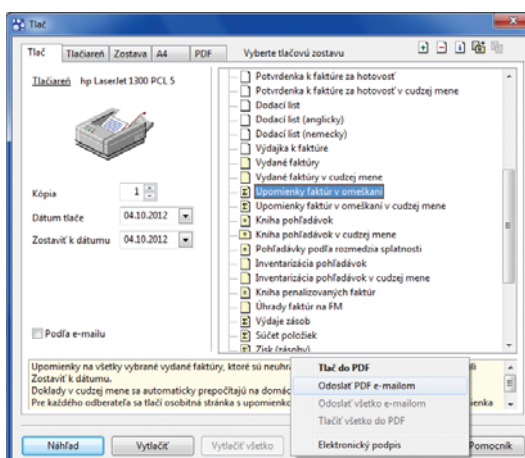 Tlač
Tlač Tlačiareň Zostava A4 PDF Vyberte tlačovú zostavu
Tlačiareň hp LaserJet 1300 PCL 5
Kópia 1
Dátum tlače 04.10.2012
Zostaviť k dátumu 04.10.2012
Podľa e-mailu
Potvrdenka k faktúre za hotovosť
Potvrdenka k faktúre za hotovosť v cudzej mene
Dodací list
Dodací list (anglicky)
Dodací list (nemecky)
Výdajka k faktúre
Vydané faktúry
Vydané faktúry v cudzej mene
Upomienky faktúr v omeškaní
Upomienky faktúr v omeškaní v cudzej mene
Kniha pohľadávok
Kniha pohľadávok v cudzej mene
Pohľadávky podľa rozmedzia splatnosti
Inventarizácia pohľadávok
Inventarizácia pohľadávok v cudzej mene
Kniha penalizovaných faktúr
Úhrady faktúr na FM
Výdaje zásob
Súčet položiek
Zisk (zásoby)
Upomienky na všetky vybrané vydané faktúry, ktoré sú neuhr
Zostaviť k dátumu.
Doklady v cudzej mene sa automaticky prepočítajú na domác
Pre každého odberateľa sa tlačí osobitná stránka s upomienko
Tlač do PDF
Odoslať PDF e-mailom
Odoslať všetko e-mailom
Tlačiť všetko do PDF
Elektronický podpis
Náhľad Vytlačiť Vytlačiť všetko Pomocník